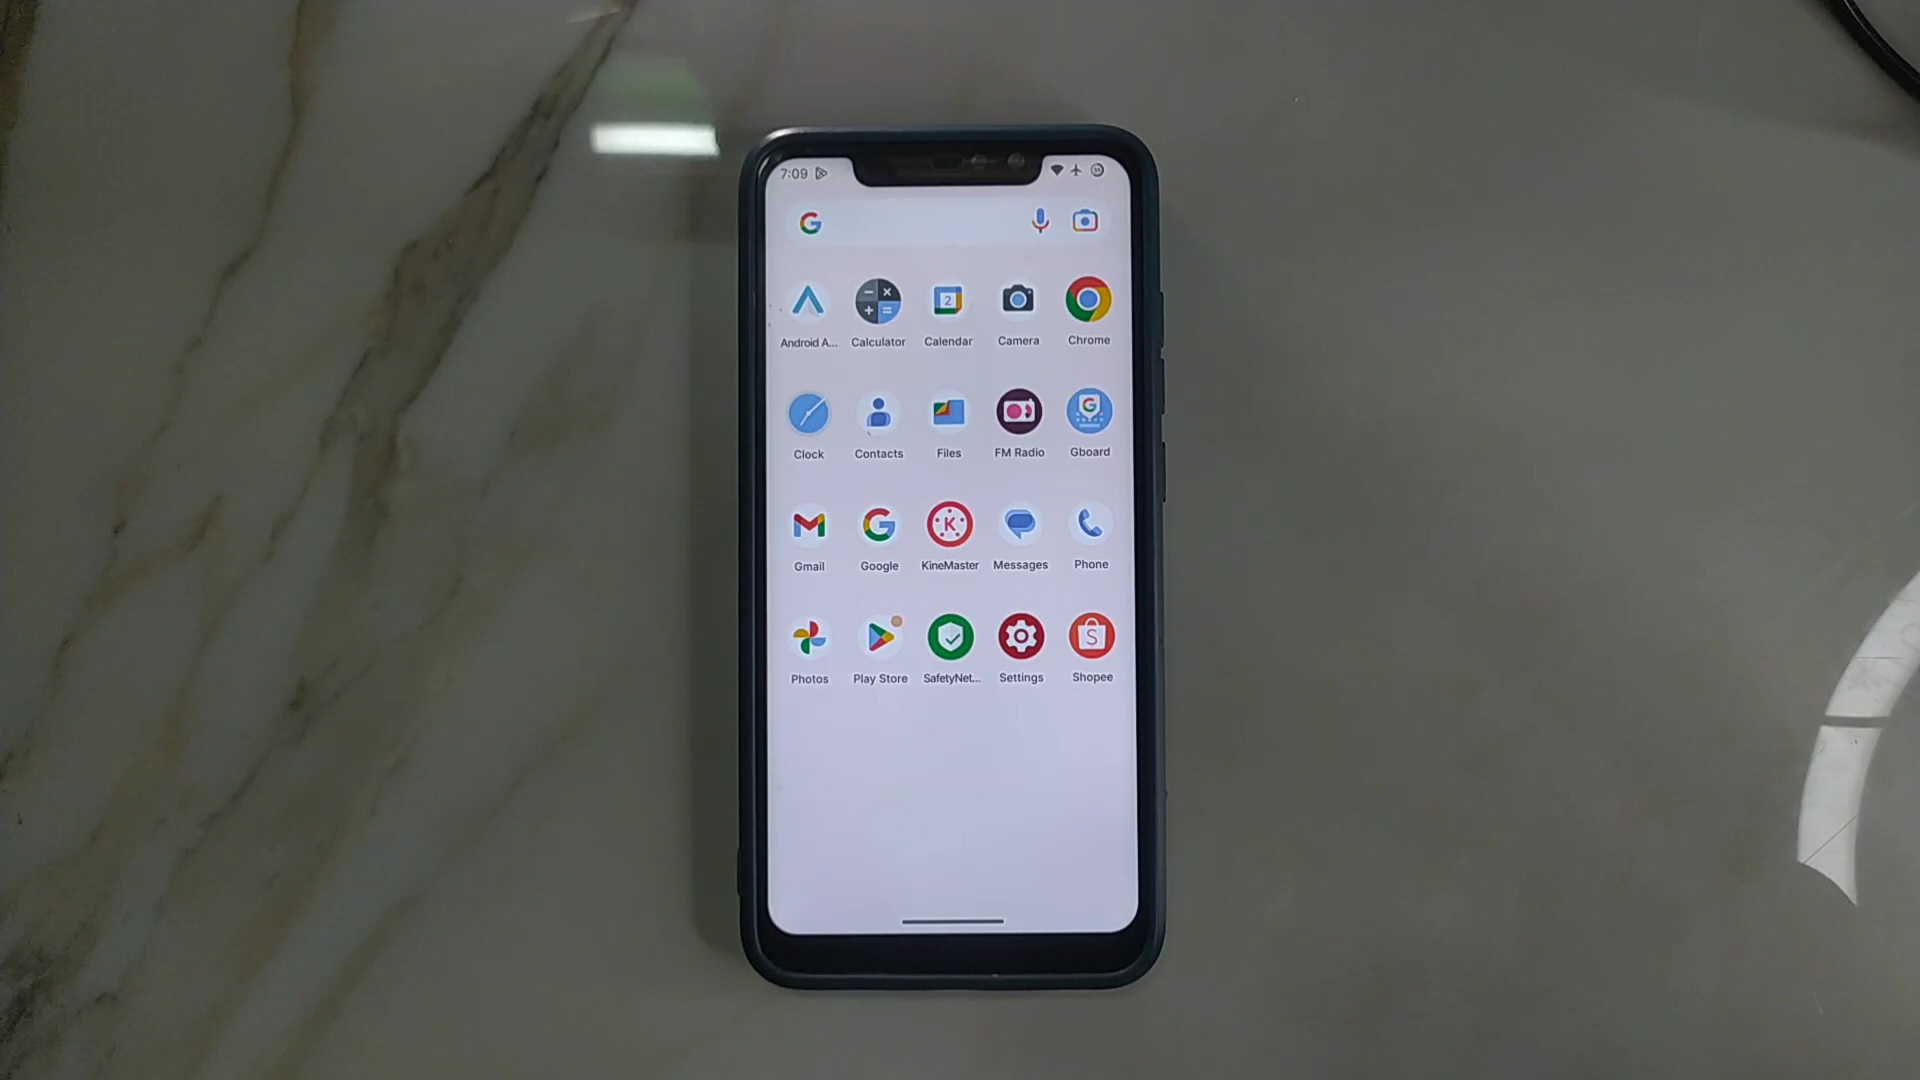 7:09
Android A... Calculator Calendar Camera Chrome
Clock Contacts Files FM Radio Gboard
Gmail Google KineMaster Messages Phone
Photos Play Store SafetyNet... Settings Shopee